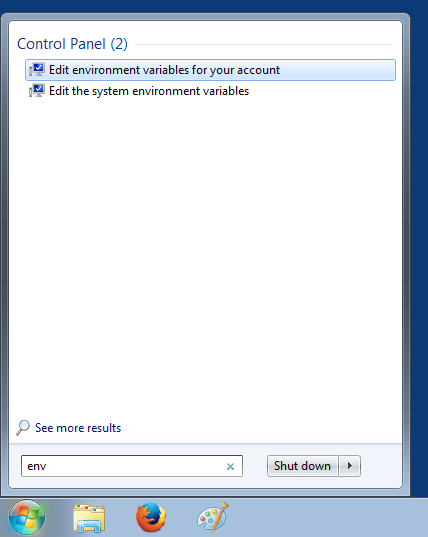 Control Panel (2)
Edit environment variables for your account
Edit the system environment variables
See more results
env
Shut down